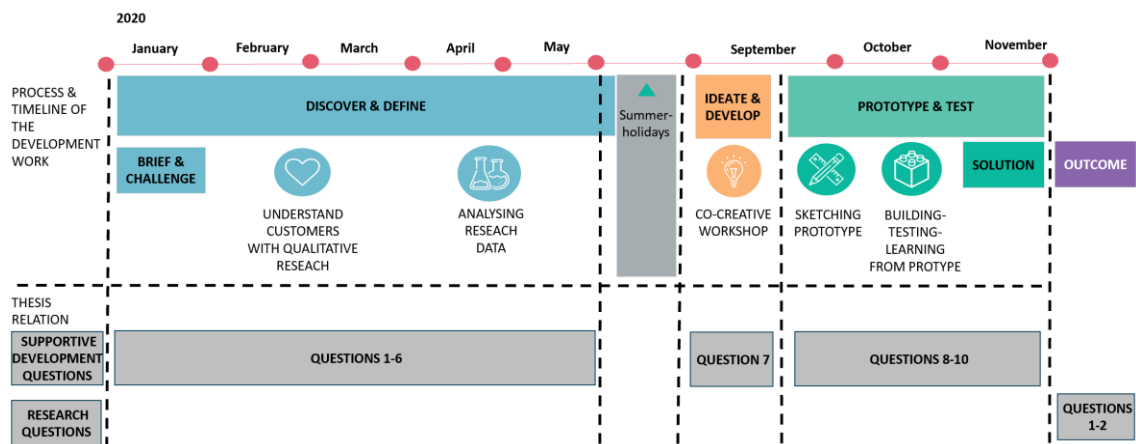 2020
January
February
March
April
May
September
October
November
PROCESS &
TIMELINE OF
THE
DEVELOPMENT
WORK
DISCOVER & DEFINE
Summer-
holidays
IDEATE &
DEVELOP
PROTOTYPE & TEST
BRIEF &
CHALLENGE
SOLUTION
OUTCOME
UNDERSTAND
CUSTOMERS
WITH QUALITATIVE
RESEACH
ANALYSING
RESEACH
DATA
CO-CREATIVE
WORKSHOP
SKETCHING
PROTOTYPE
BUILDING-
TESTING-
LEARNING
FROM PROTYPE
THESIS
RELATION
SUPPORTIVE
DEVELOPMENT
QUESTIONS
QUESTIONS 1-6
QUESTION 7
QUESTIONS 8-10
RESEARCH
QUESTIONS
QUESTIONS
1-2